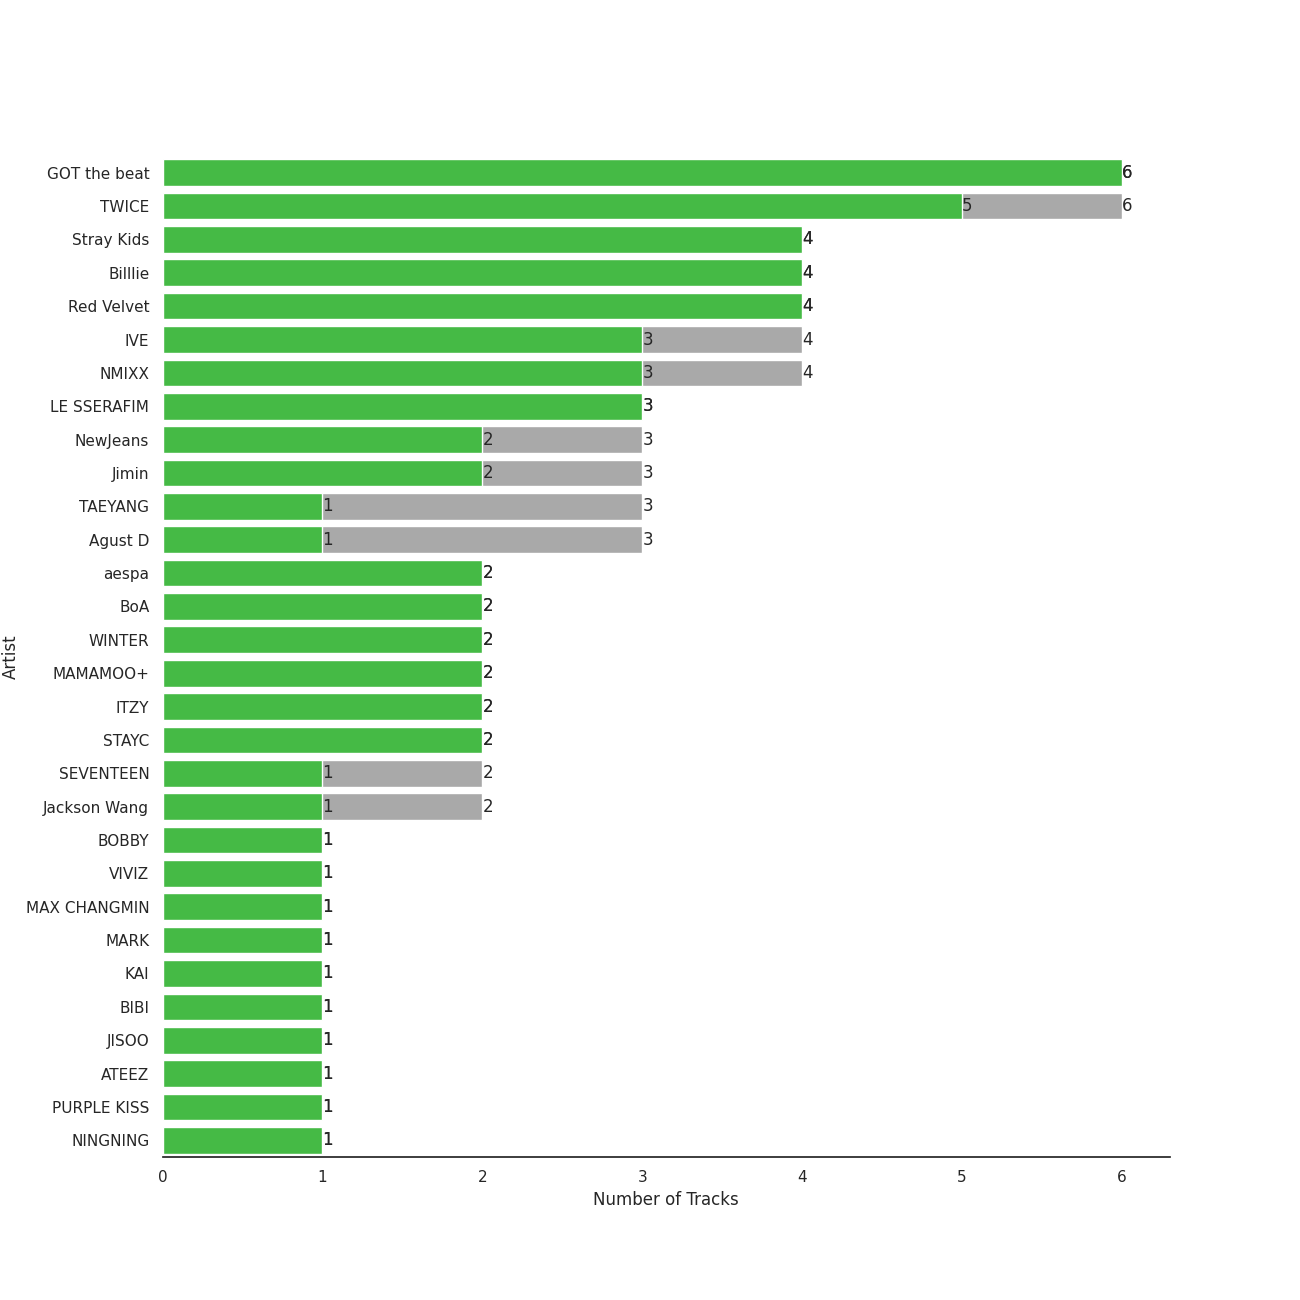 GOT the beat 6
TWICE 5 6
Stray Kids 4
Billlie 4
Red Velvet 4
IVE 3 4
NMIXX 3 4
LE SSERAFIM 3
NewJeans 2 3
Jimin 2 3
TAEYANG 1 3
Agust D 1 3
aespa 2
BoA 2
WINTER 2
MAMAMOO+ 2
ITZY 2
STAYC 2
SEVENTEEN 1 2
Jackson Wang 1 2
BOBBY 1
VIVIZ 1
MAX CHANGMIN 1
MARK 1
KAI 1
BIBI 1
JISOO 1
ATEEZ 1
PURPLE KISS 1
NINGNING 1
0 1 2 3 4 5 6
Number of Tracks
Artist